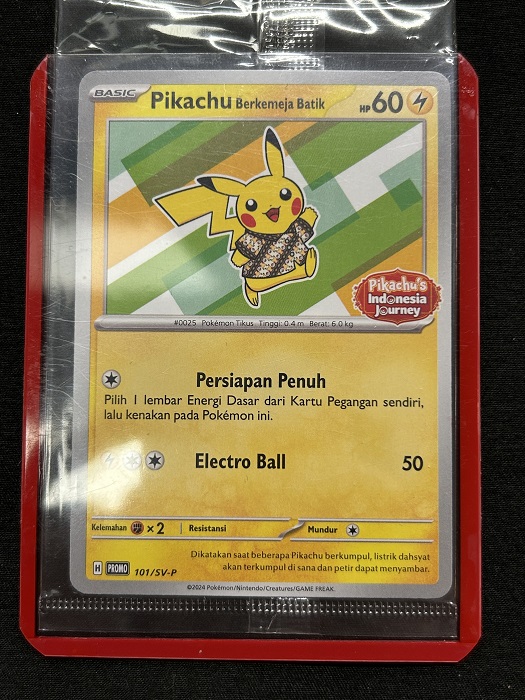 BASIC Pikachu Berkemeja Batik HP 60
Pikachu's
Indonesia
Journey
#0025 Pokémon Tikus Tinggi: 0.4 m Berat: 6.0 kg
Persiapan Penuh
Pilih 1 lembar Energi Dasar dari Kartu Pegangan sendiri,
lalu kenakan pada Pokémon ini.
Electro Ball 50
Kelemahan ×2 Resistansi Mundur
Dikatakan saat beberapa Pikachu berkumpul, listrik dahsyat
akan terkumpul di sana dan petir dapat menyambar.
H PROMO 101/SV-P
©2024 Pokémon/Nintendo/Creatures/GAME FREAK.